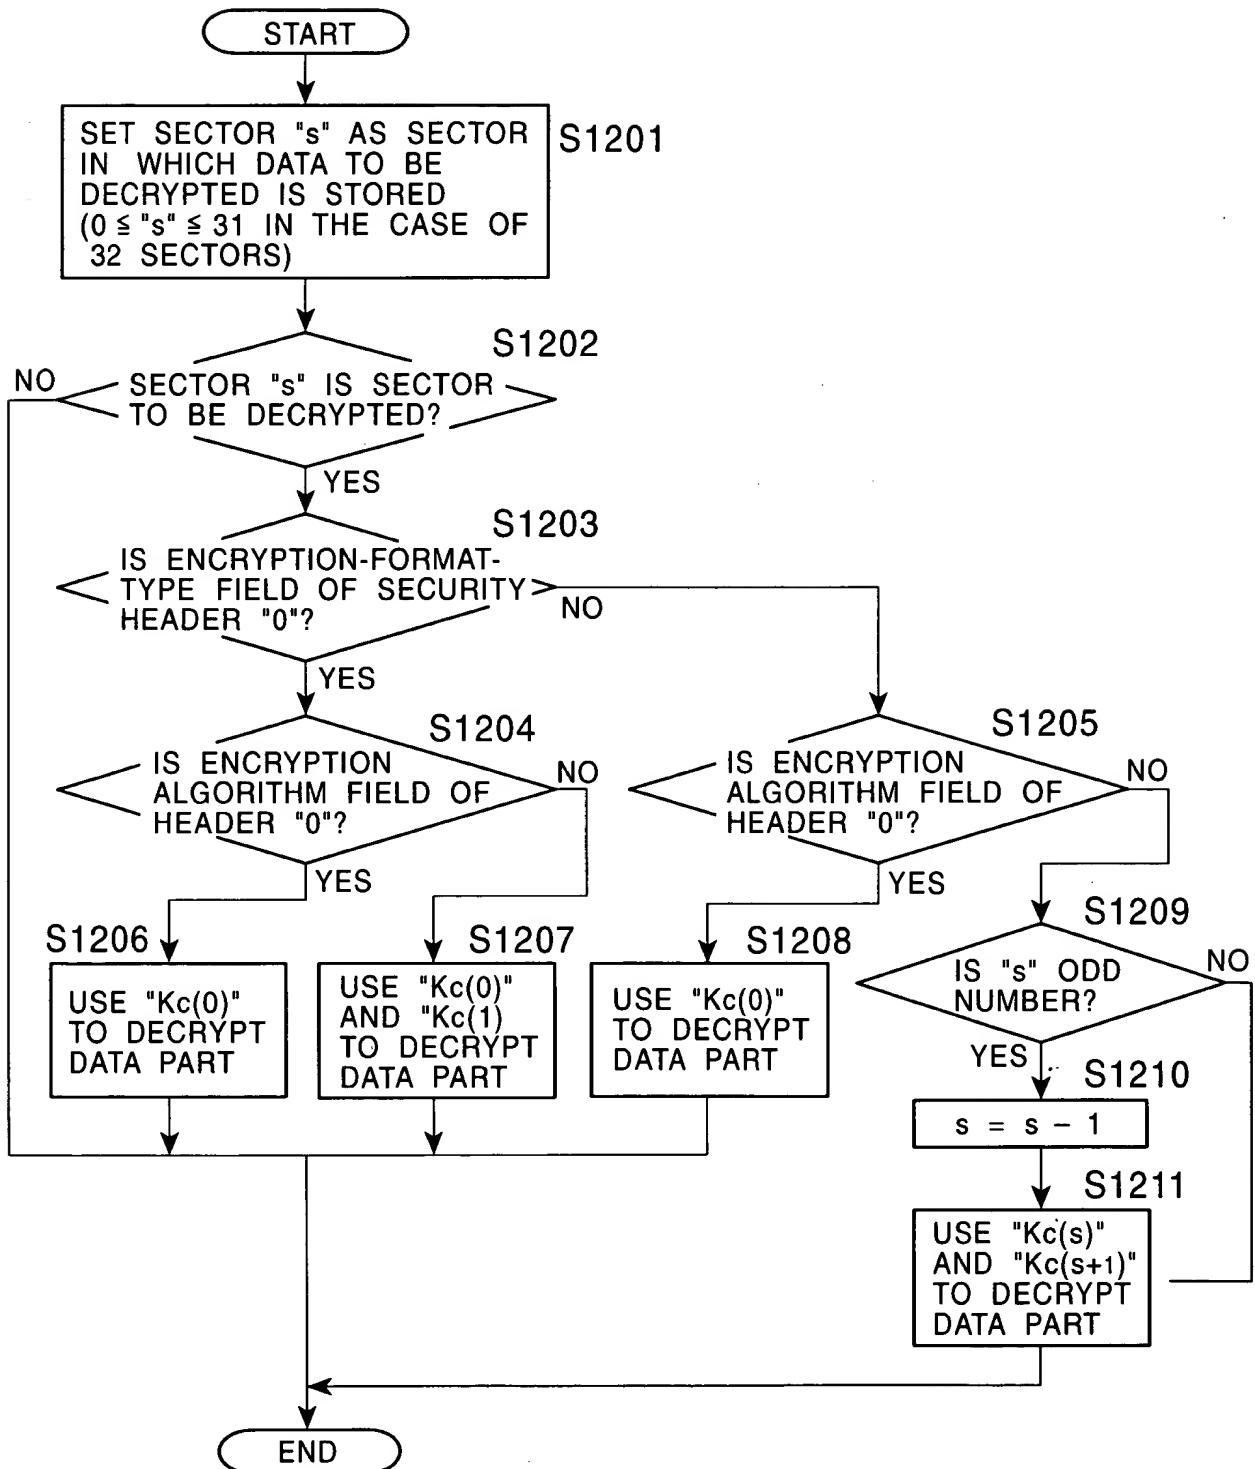 START
SET SECTOR "s" AS SECTOR
IN WHICH DATA TO BE
DECRYPTED IS STORED
(0 ≦ "s" ≦ 31 IN THE CASE OF
32 SECTORS)
S1201
S1202
NO
SECTOR "s" IS SECTOR
TO BE DECRYPTED?
YES
S1203
IS ENCRYPTION-FORMAT-
TYPE FIELD OF SECURITY
HEADER "0"?
NO
YES
S1204
IS ENCRYPTION
ALGORITHM FIELD OF
HEADER "0"?
NO
YES
S1205
IS ENCRYPTION
ALGORITHM FIELD OF
HEADER "0"?
NO
YES
S1206
USE "Kc(0)"
TO DECRYPT
DATA PART
S1207
USE "Kc(0)"
AND "Kc(1)
TO DECRYPT
DATA PART
S1208
USE "Kc(0)"
TO DECRYPT
DATA PART
S1209
IS "s" ODD
NUMBER?
NO
YES
S1210
s = s - 1
S1211
USE "Kc(s)"
AND "Kc(s+1)"
TO DECRYPT
DATA PART
END